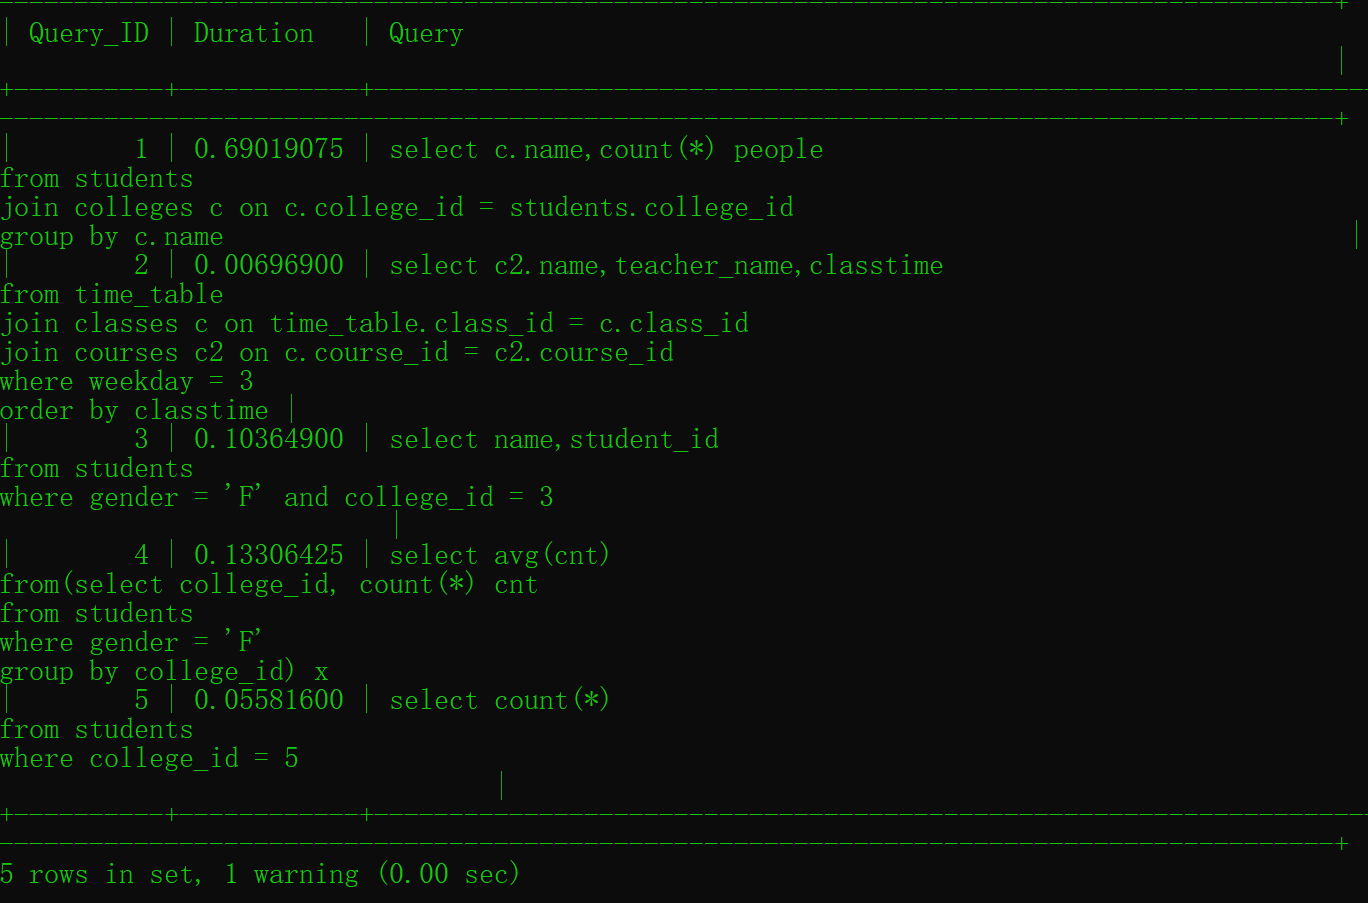 | Query_ID | Duration   | Query
|
+----------+------------+------------------------------------------------------------------
-----------------------------------------------------------------------------------------+
|        1 | 0.69019075 | select c.name,count(*) people
from students
join colleges c on c.college_id = students.college_id
group by c.name                                                                           |
|        2 | 0.00696900 | select c2.name,teacher_name,classtime
from time_table
join classes c on time_table.class_id = c.class_id
join courses c2 on c.course_id = c2.course_id
where weekday = 3
order by classtime |
|        3 | 0.10364900 | select name,student_id
from students
where gender = 'F' and college_id = 3
|
|        4 | 0.13306425 | select avg(cnt)
from(select college_id, count(*) cnt
from students
where gender = 'F'
group by college_id) x
|        5 | 0.05581600 | select count(*)
from students
where college_id = 5
|
+----------+------------+------------------------------------------------------------------
-----------------------------------------------------------------------------------------+
5 rows in set, 1 warning (0.00 sec)